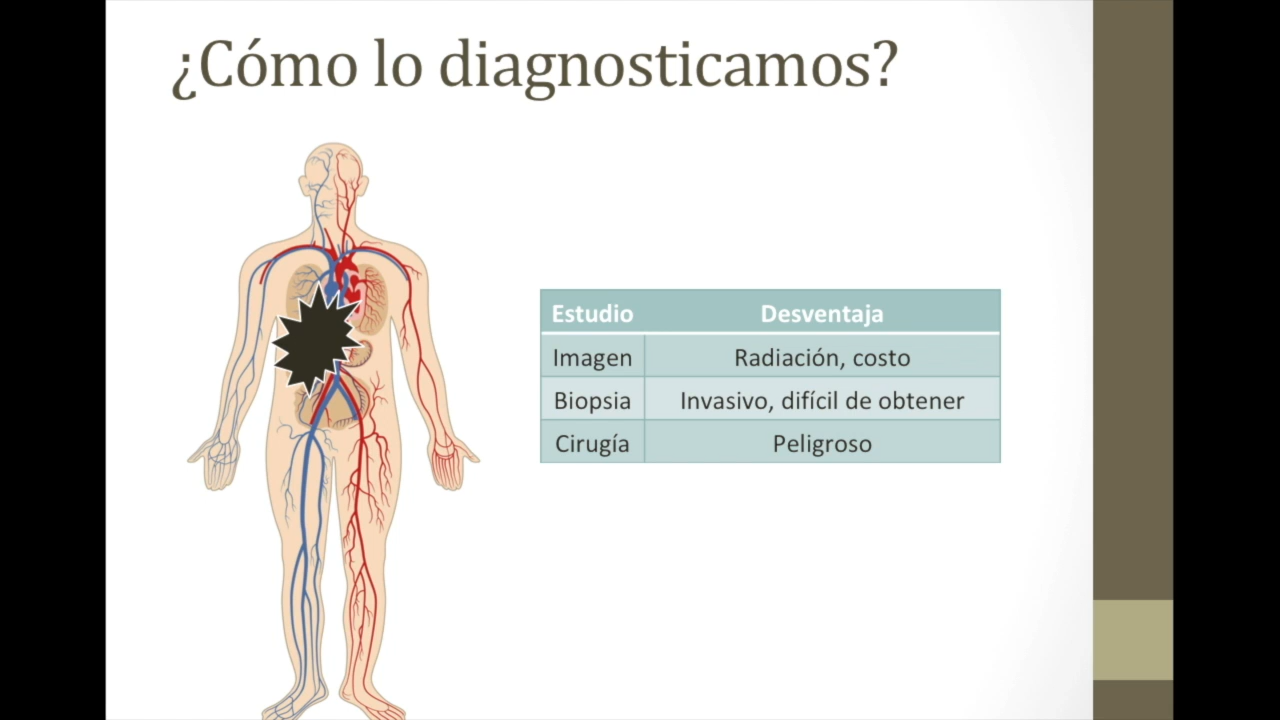 ¿Cómo lo diagnosticamos?
Estudio Desventaja
Imagen Radiación, costo
Biopsia Invasivo, difícil de obtener
Cirugía Peligroso